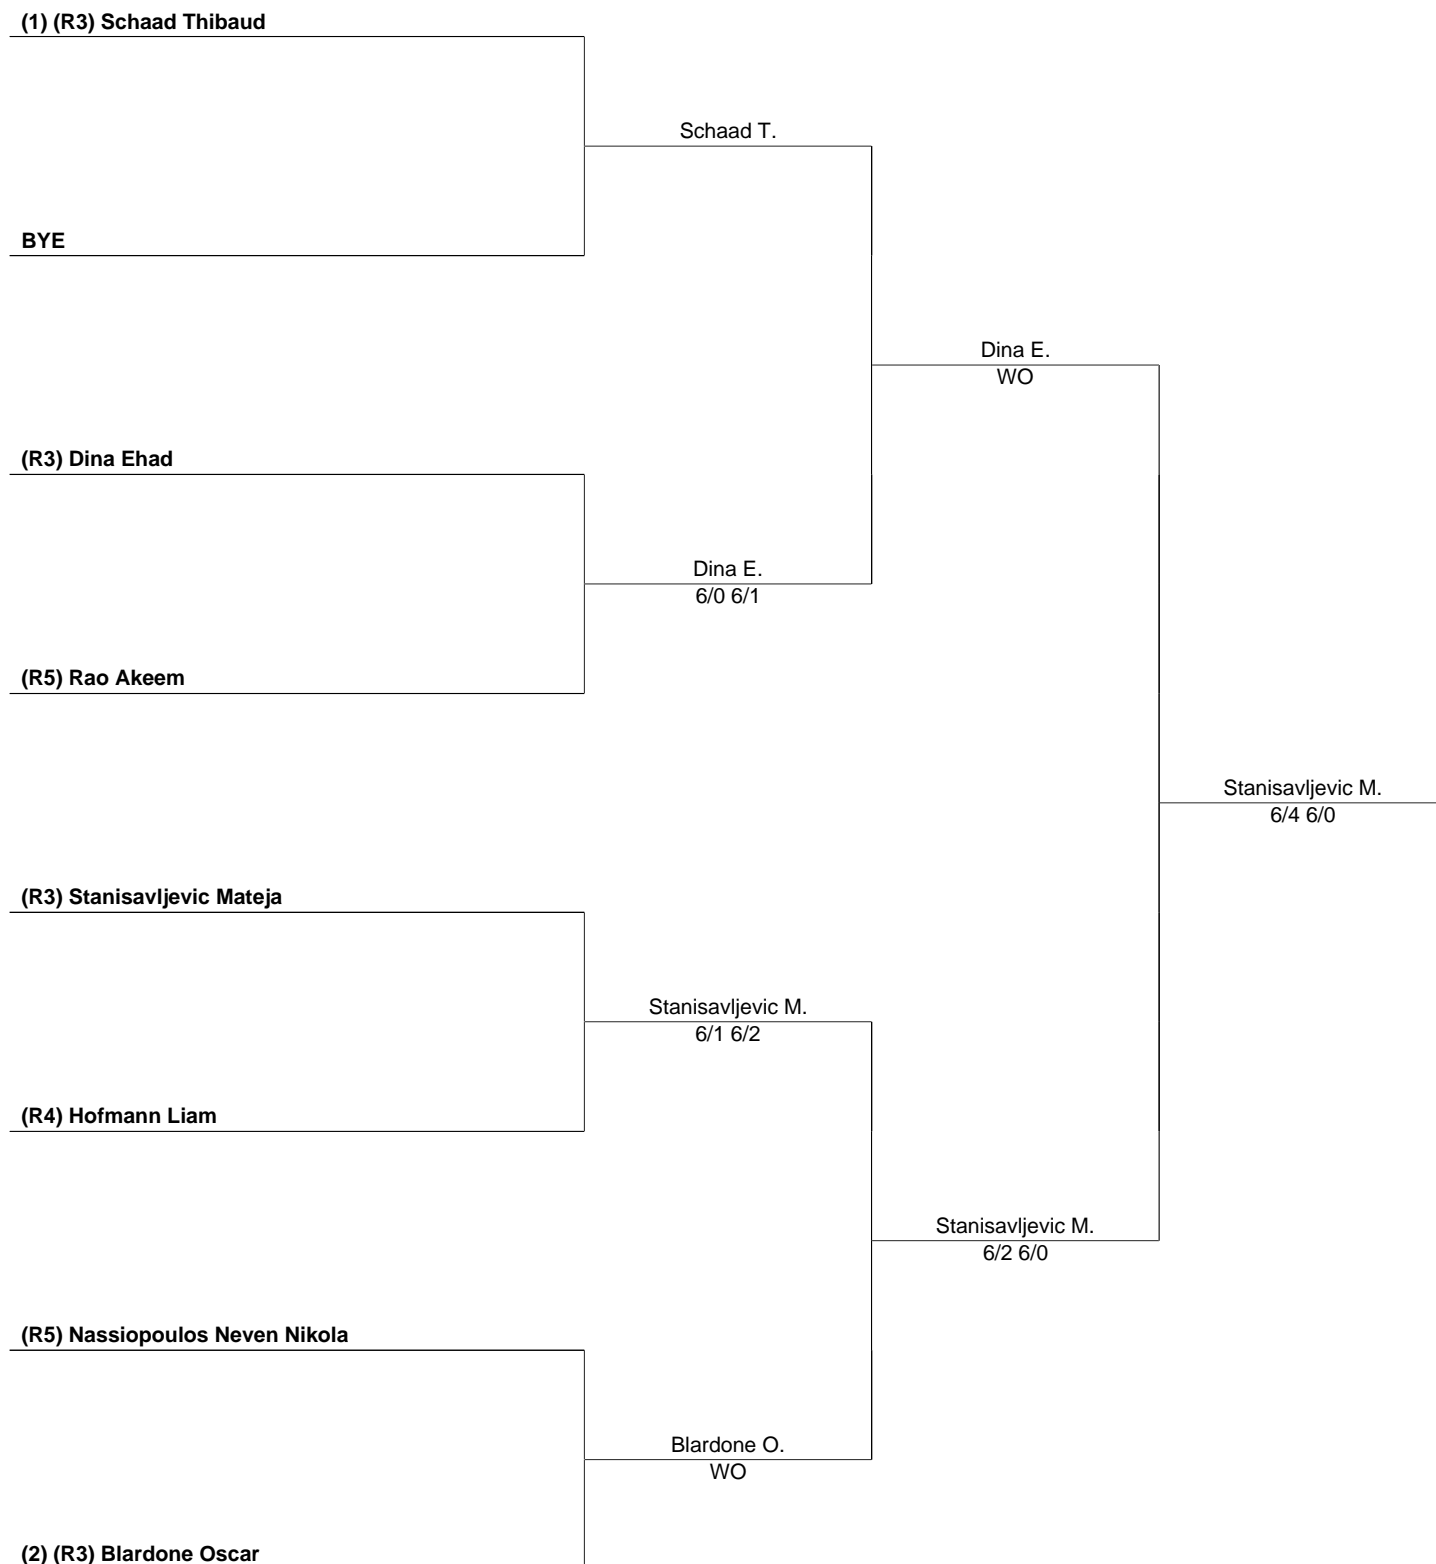 (1) (R3) Schaad Thibaud
Schaad T.
BYE
Dina E.
WO
(R3) Dina Ehad
Dina E.
6/0 6/1
(R5) Rao Akeem
Stanisavljevic M.
6/4 6/0
(R3) Stanisavljevic Mateja
Stanisavljevic M.
6/1 6/2
(R4) Hofmann Liam
Stanisavljevic M.
6/2 6/0
(R5) Nassiopoulos Neven Nikola
Blardone O.
WO
(2) (R3) Blardone Oscar